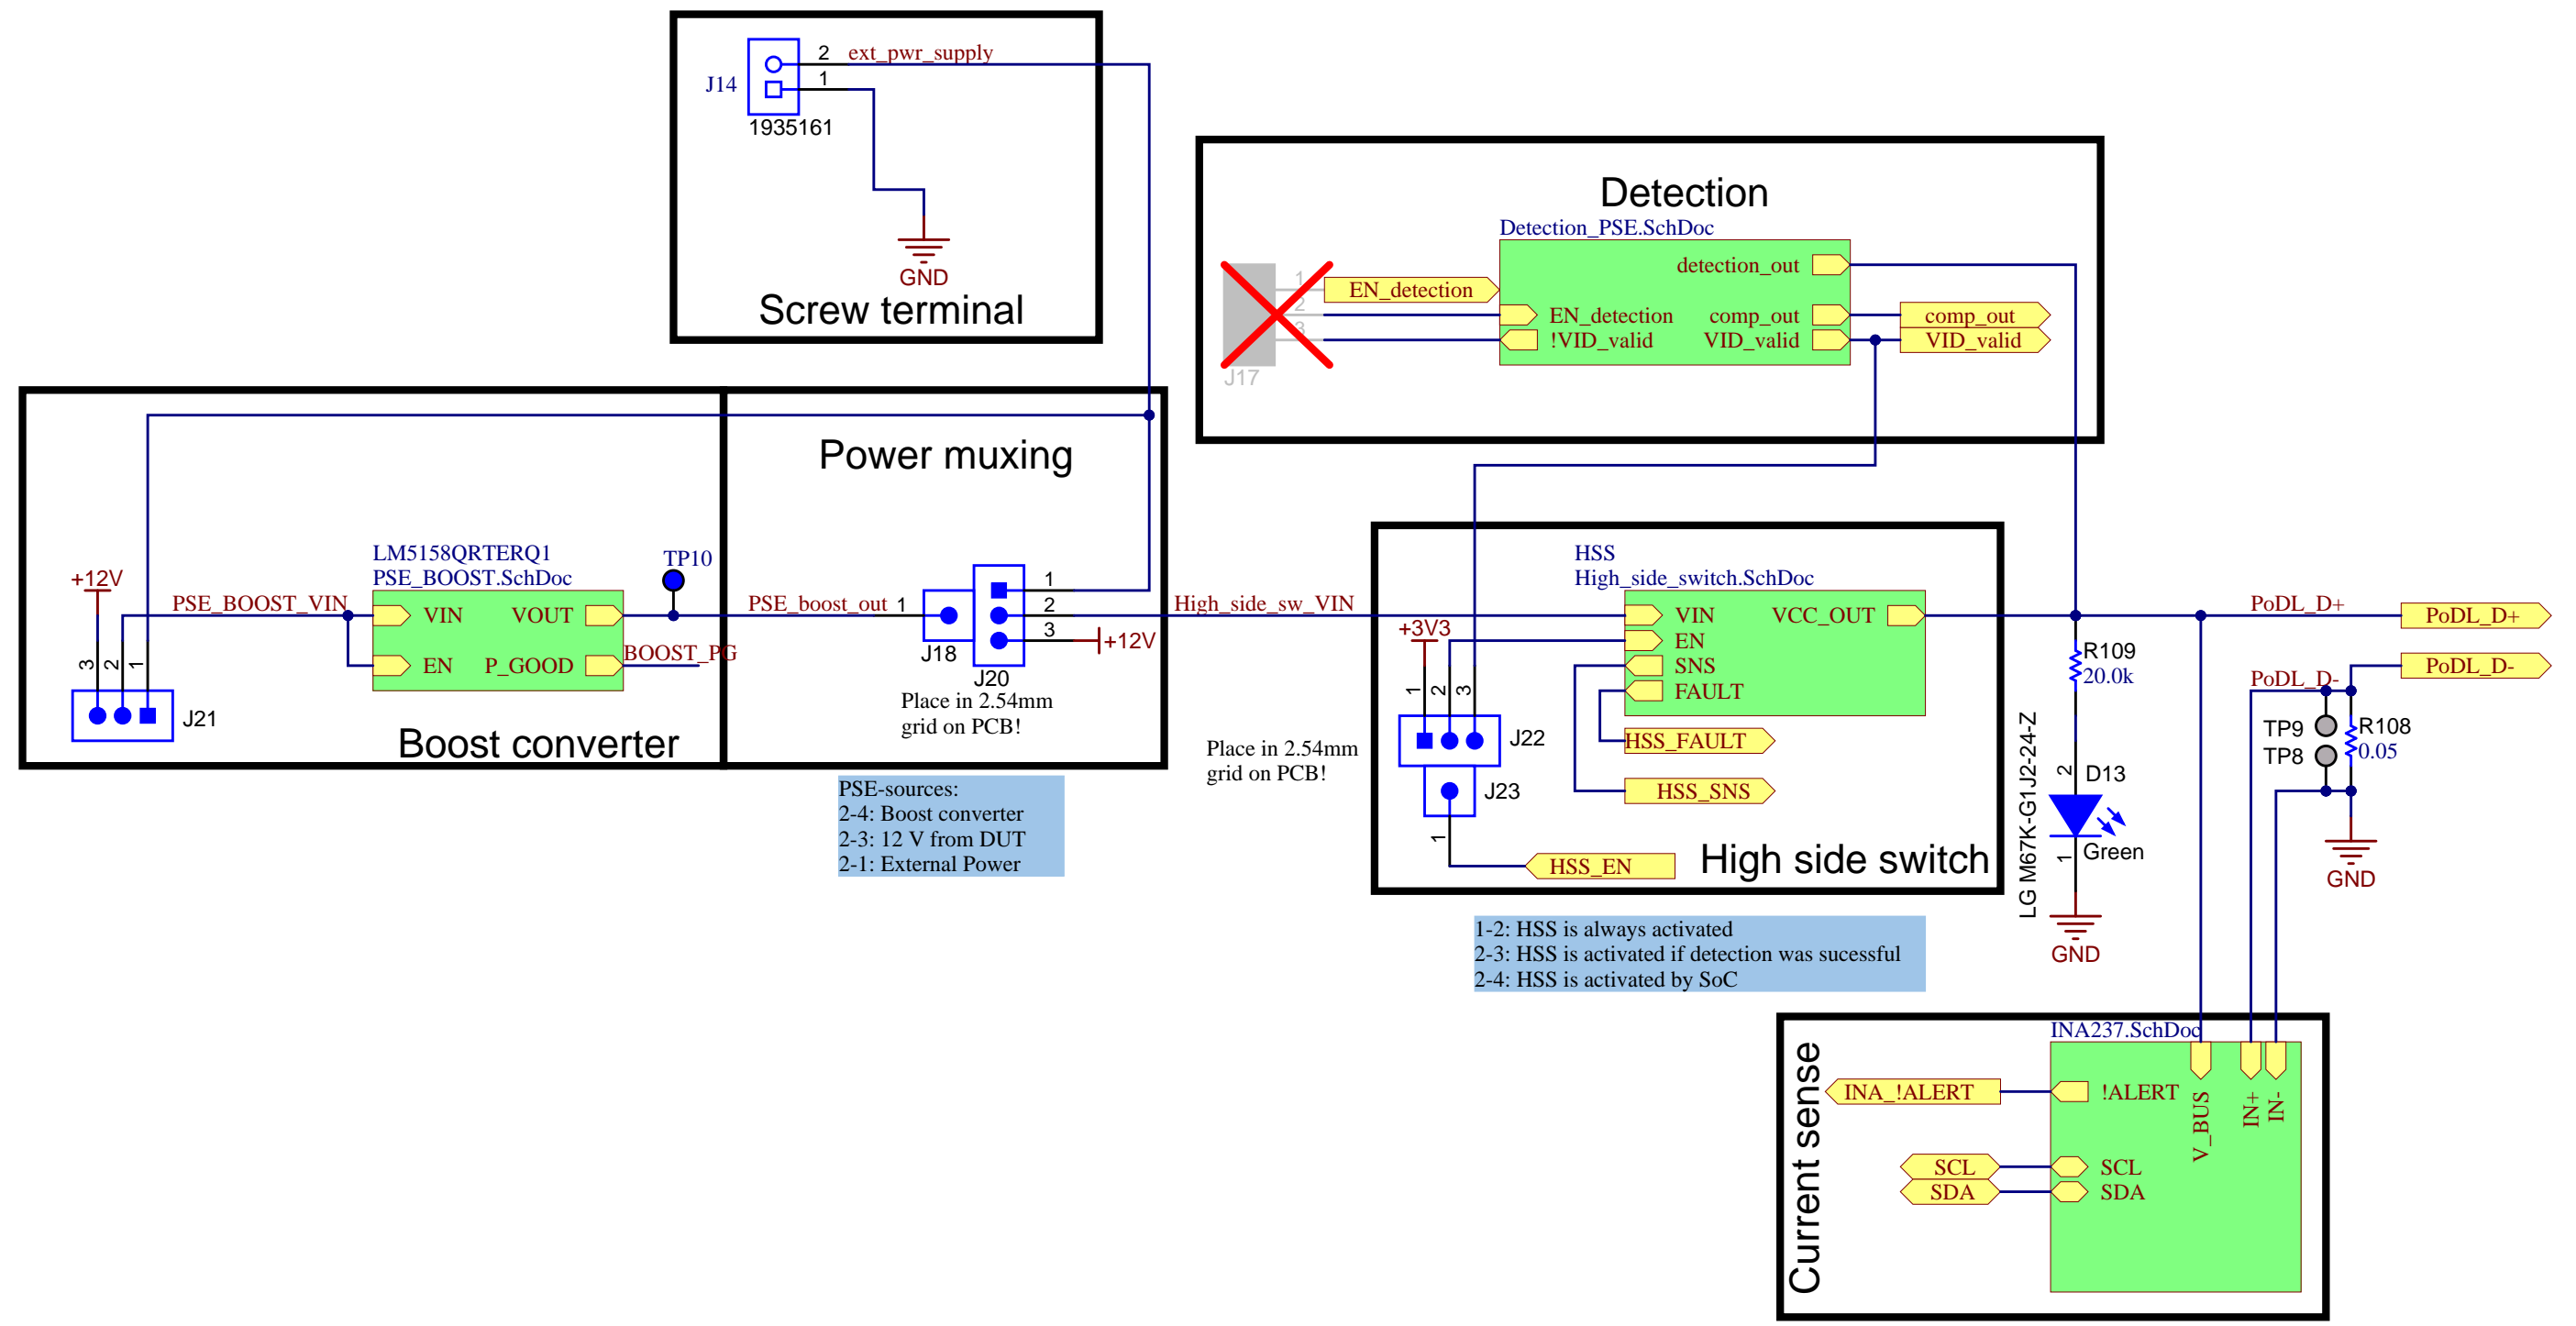 J14
2
ext_pwr_supply
1
1935161
GND
Screw terminal
Detection
Detection_PSE.SchDoc
detection_out
1
EN_detection
2
EN_detection
comp_out
comp_out
3
!VID_valid
VID_valid
VID_valid
J17
Power muxing
+12V
PSE_BOOST_VIN
LM5158QRTERQ1
PSE_BOOST.SchDoc
VIN
VOUT
EN
P_GOOD
BOOST_PG
TP10
3
2
1
J21
Boost converter
PSE_boost_out
1
J18
1
2
3
+12V
J20
Place in 2.54mm
grid on PCB!
PSE-sources:
2-4: Boost converter
2-3: 12 V from DUT
2-1: External Power
High_side_sw_VIN
HSS
High_side_switch.SchDoc
VIN
VCC_OUT
EN
SNS
FAULT
+3V3
1
2
3
J22
Place in 2.54mm
grid on PCB!
J23
1
HSS_FAULT
HSS_SNS
HSS_EN
High side switch
1-2: HSS is always activated
2-3: HSS is activated if detection was sucessful
2-4: HSS is activated by SoC
R109
20.0k
LG M67K-G1J2-24-Z
2
D13
1
Green
GND
PoDL_D+
PoDL_D+
PoDL_D-
PoDL_D-
TP9
TP8
R108
0.05
GND
Current sense
INA237.SchDoc
INA_!ALERT
!ALERT
V_BUS
IN+
IN-
SCL
SCL
SDA
SDA